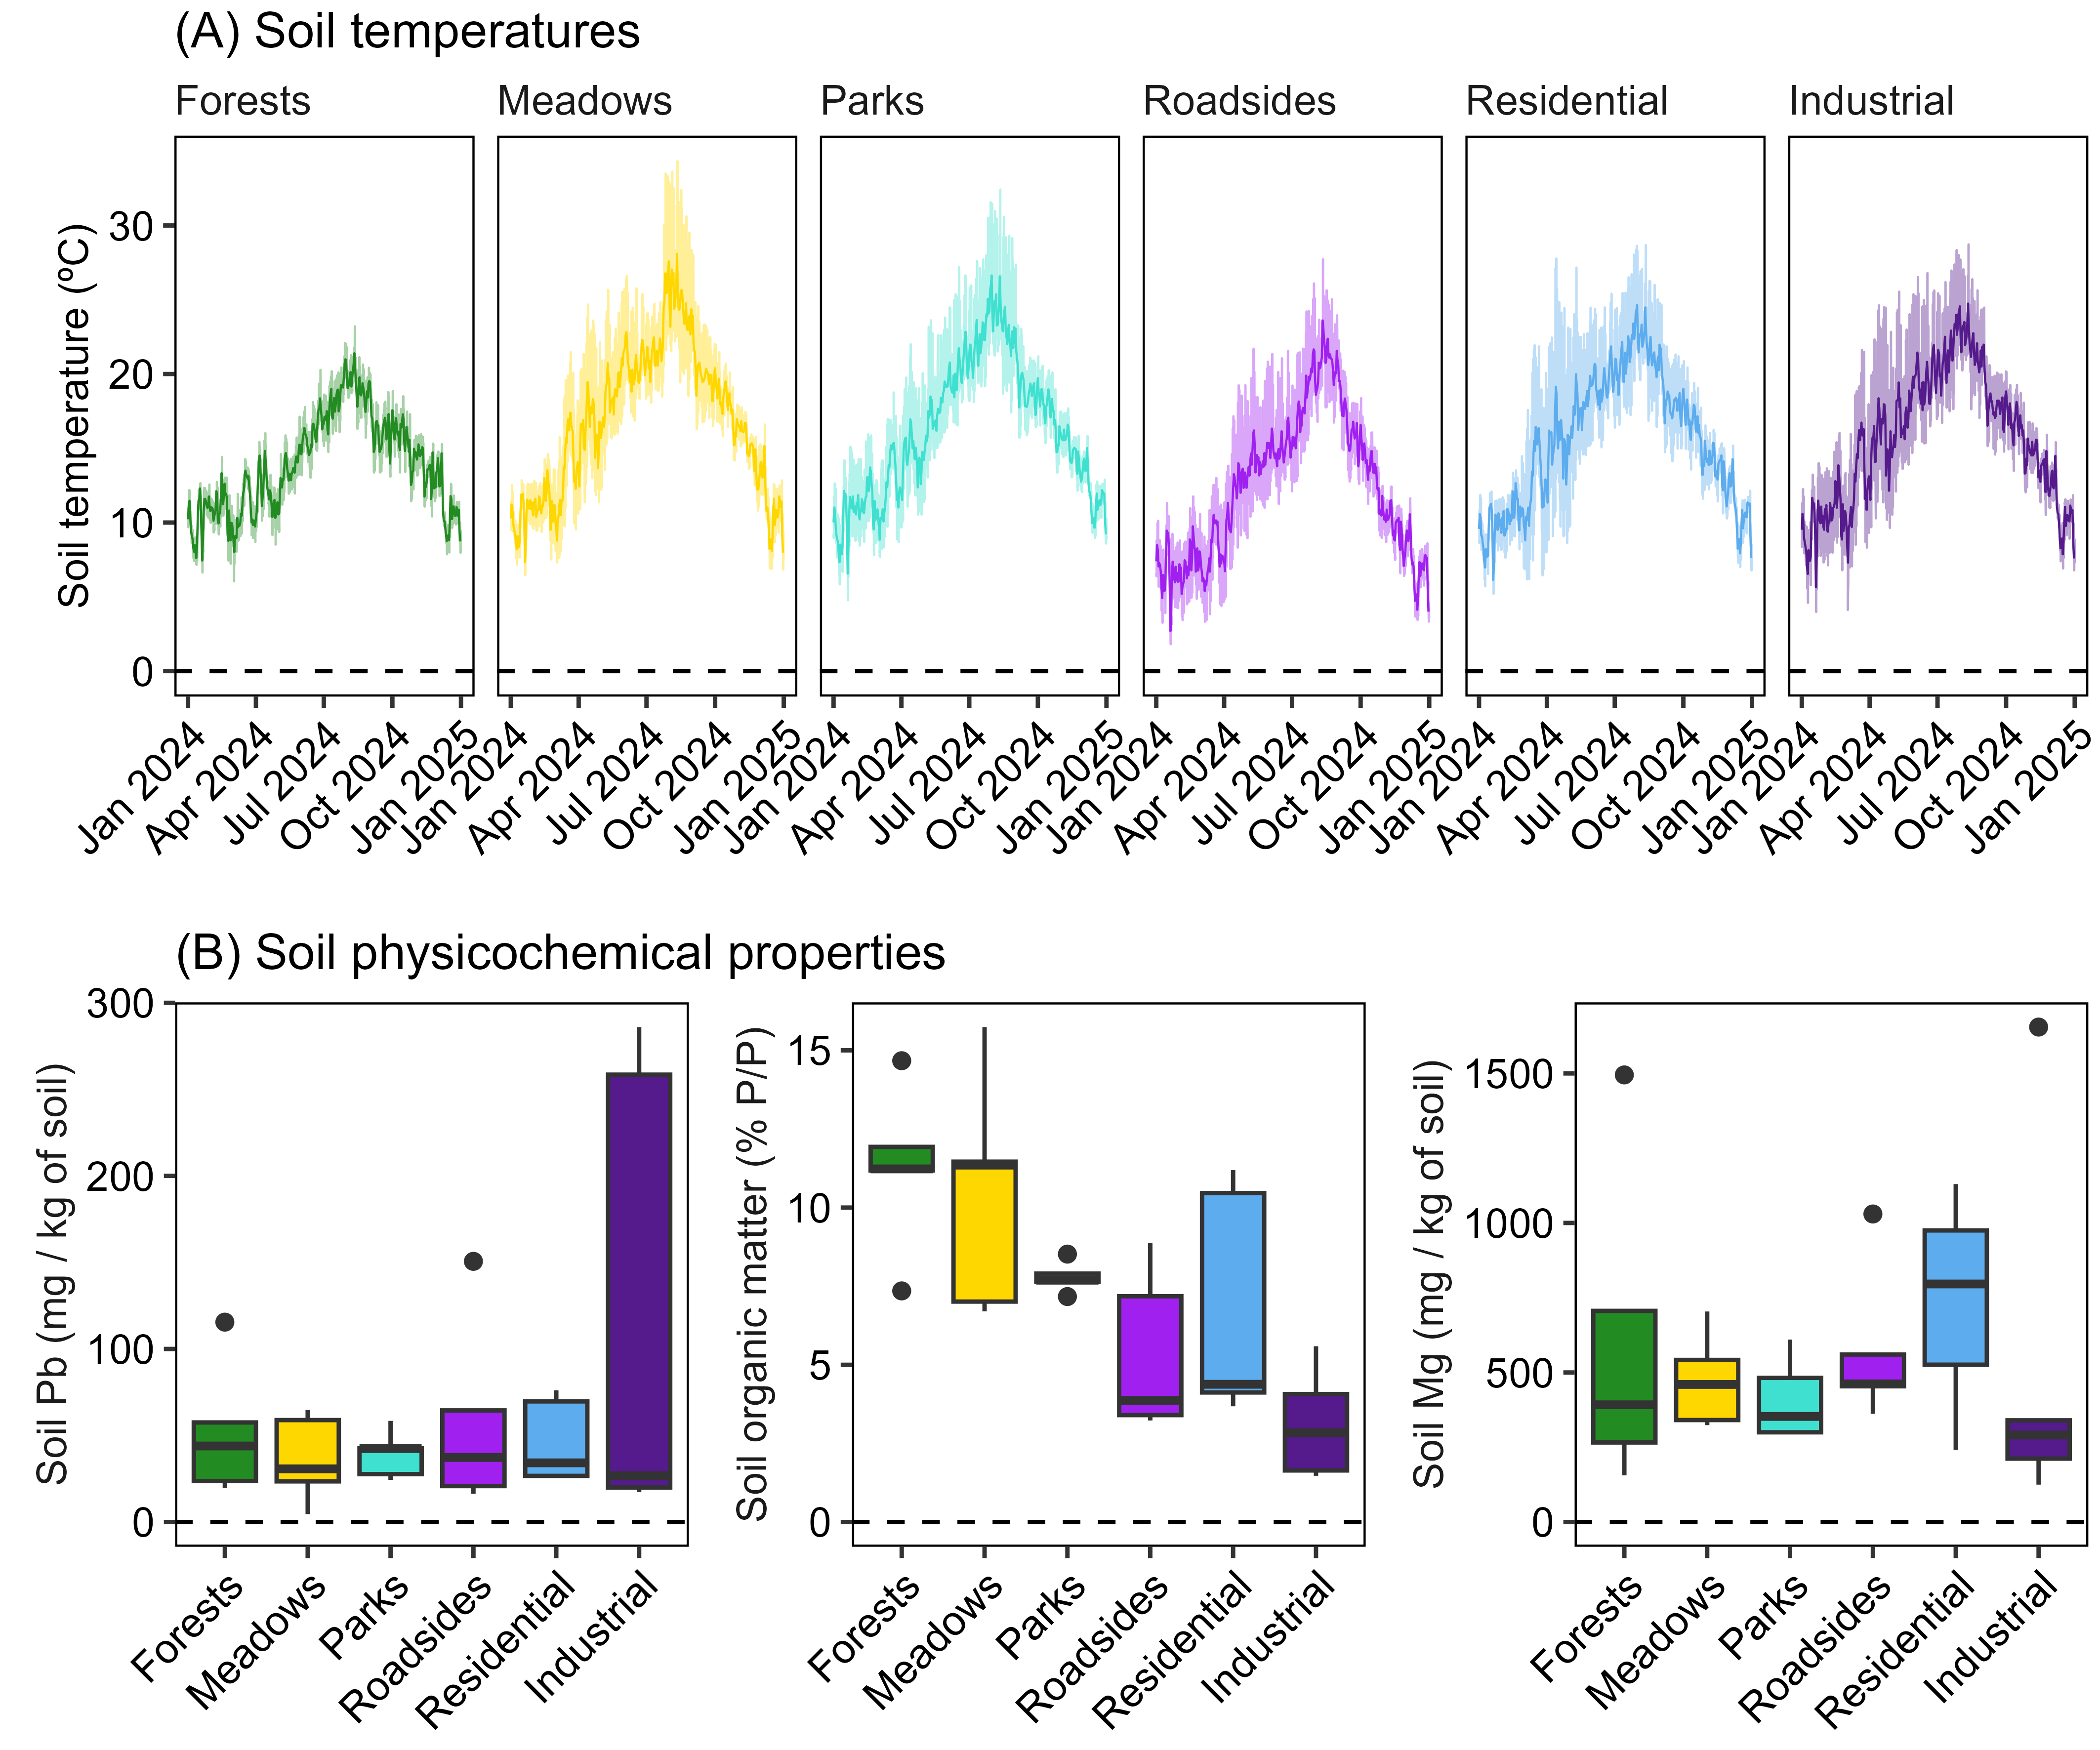 (A) Soil temperatures
Forests
Meadows
Parks
Roadsides
Residential
Industrial
Soil temperature (ºC)
30
20
10
0
Jan 2024
Apr 2024
Jul 2024
Oct 2024
Jan 2025
Jan 2024
Apr 2024
Jul 2024
Oct 2024
Jan 2025
Jan 2024
Apr 2024
Jul 2024
Oct 2024
Jan 2025
Jan 2024
Apr 2024
Jul 2024
Oct 2024
Jan 2025
Jan 2024
Apr 2024
Jul 2024
Oct 2024
Jan 2025
Jan 2024
Apr 2024
Jul 2024
Oct 2024
Jan 2025
(B) Soil physicochemical properties
Soil Pb (mg / kg of soil)
300
200
100
0
Forests
Meadows
Parks
Roadsides
Residential
Industrial
Soil organic matter (% P/P)
15
10
5
0
Forests
Meadows
Parks
Roadsides
Residential
Industrial
Soil Mg (mg / kg of soil)
1500
1000
500
0
Forests
Meadows
Parks
Roadsides
Residential
Industrial